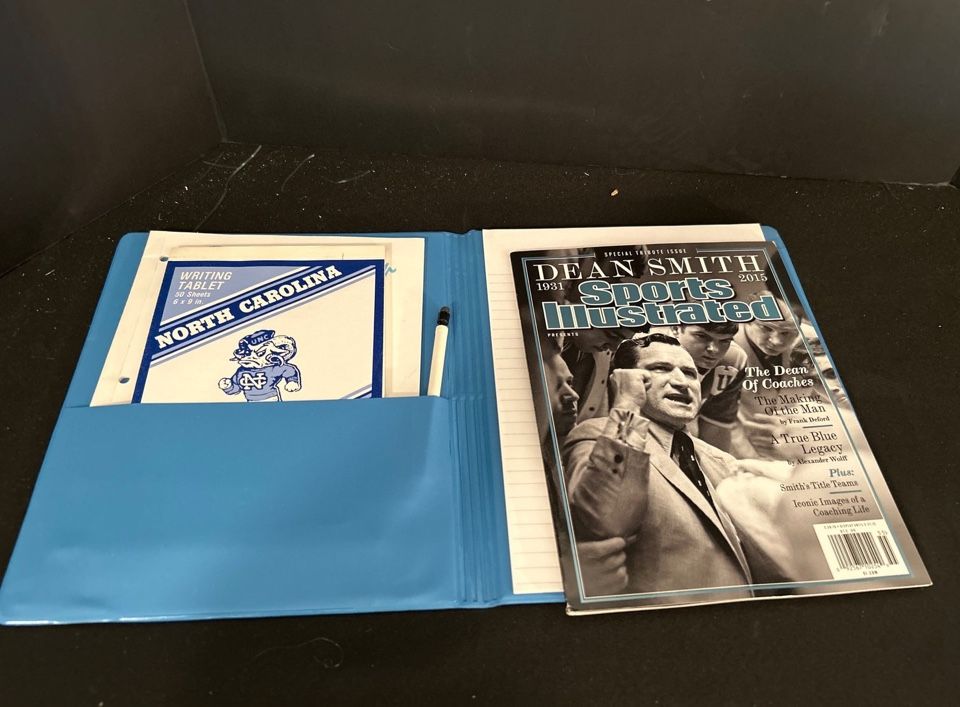 WRITING
TABLET
50 Sheets
6 x 9 in.
NORTH CAROLINA
UNC
NC
SPECIAL TRIBUTE ISSUE
DEAN SMITH
1931 2015
Sports
Illustrated
PRESENTS
The Dean
Of Coaches
The Making
Of the Man
by Frank Deford
A True Blue
Legacy
by Alexander Wolff
Plus:
Smith's Title Teams
Iconic Images of a
Coaching Life
SI.COM